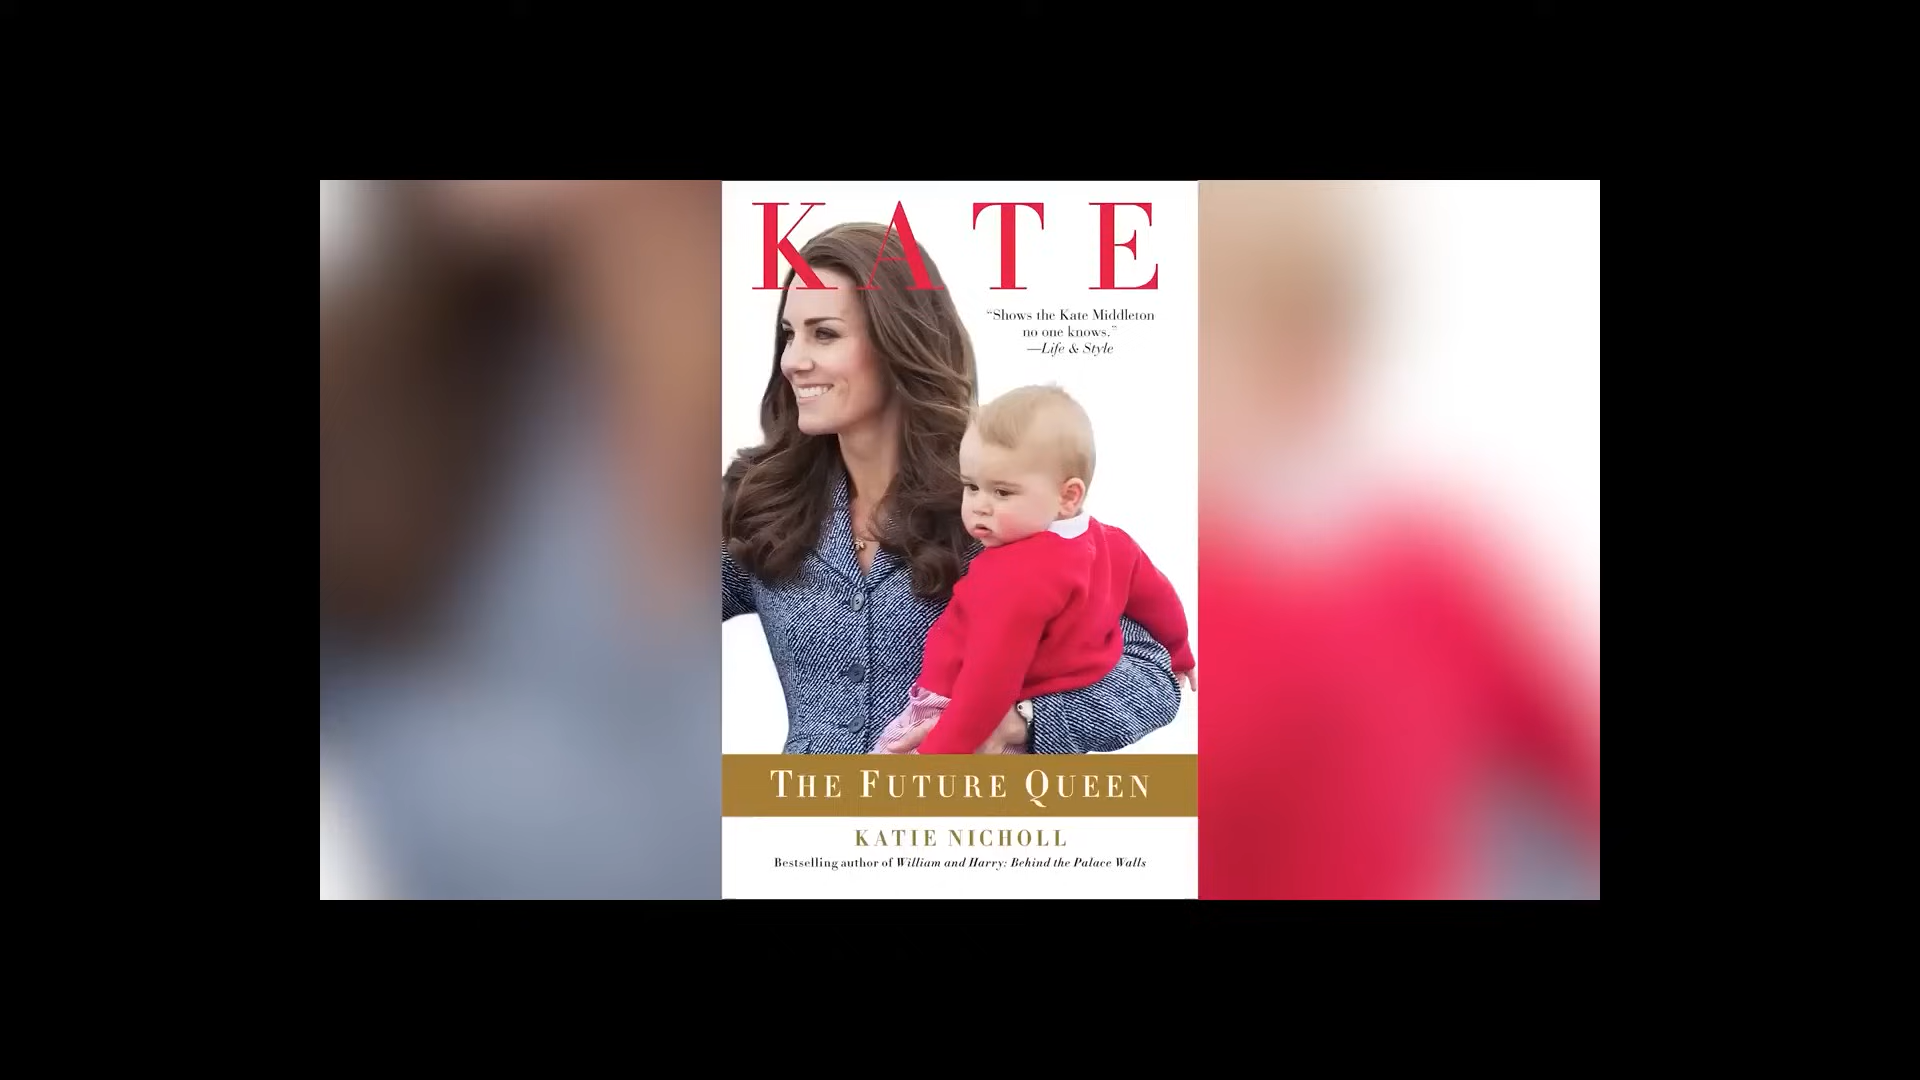 KATE
“Shows the Kate Middleton
no one knows.”
—Life & Style
THE FUTURE QUEEN
KATIE NICHOLL
Bestselling author of William and Harry: Behind the Palace Walls